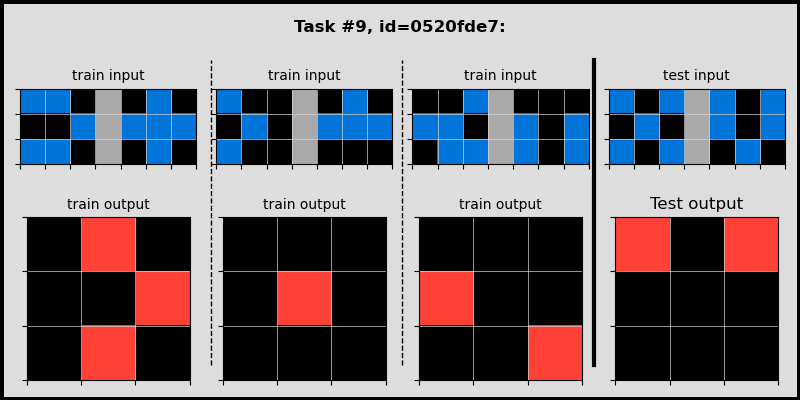 Task #9, id=0520fde7:
train input train input train input test input
train output train output train output Test output